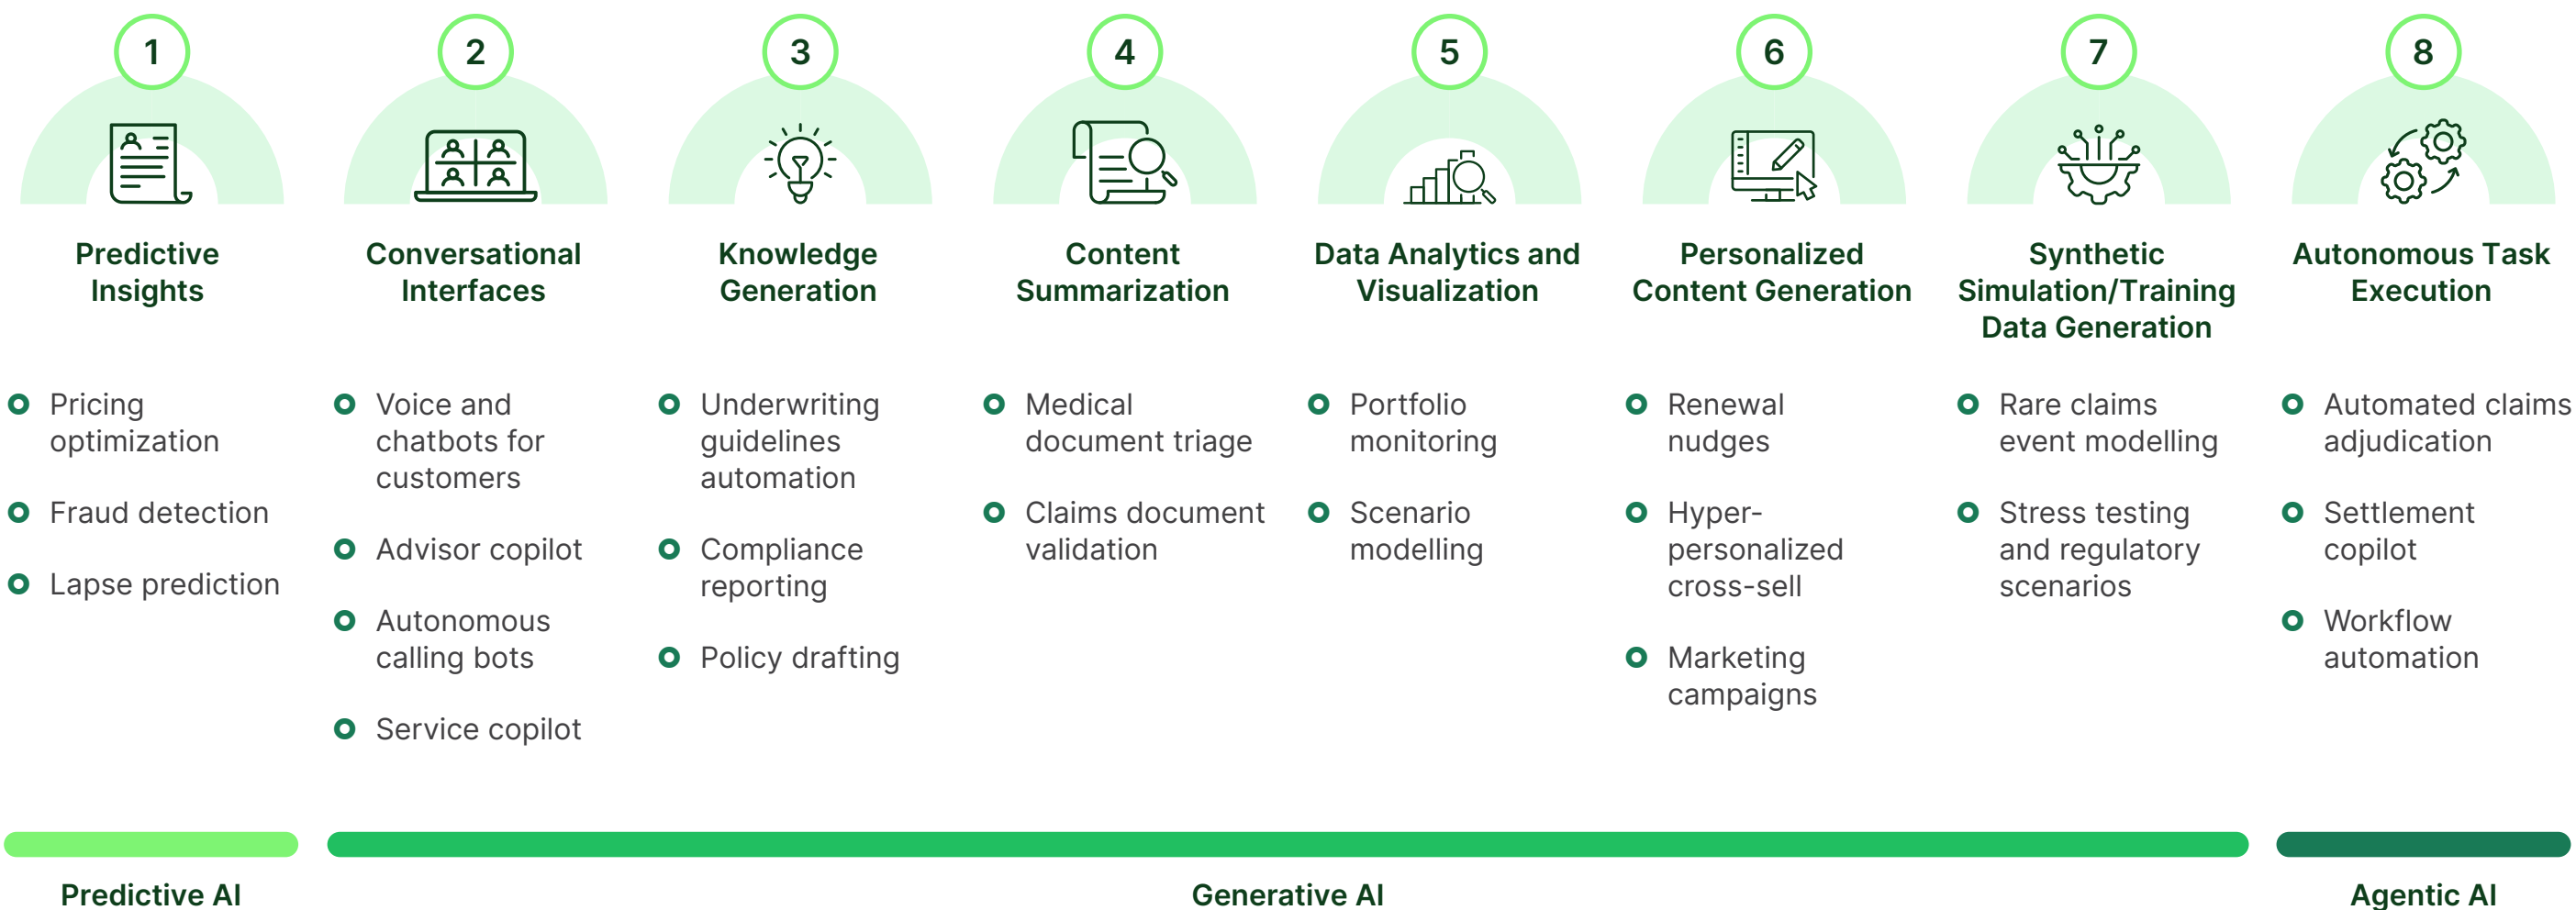 1
Predictive
Insights
Pricing
optimization
Fraud detection
Lapse prediction
2
Conversational
Interfaces
Voice and
chatbots for
customers
Advisor copilot
Autonomous
calling bots
Service copilot
3
Knowledge
Generation
Underwriting
guidelines
automation
Compliance
reporting
Policy drafting
4
Content
Summarization
Medical
document triage
Claims document
validation
5
Data Analytics and
Visualization
Portfolio
monitoring
Scenario
modelling
6
Personalized
Content Generation
Renewal
nudges
Hyper-
personalized
cross-sell
Marketing
campaigns
7
Synthetic
Simulation/Training
Data Generation
Rare claims
event modelling
Stress testing
and regulatory
scenarios
8
Autonomous Task
Execution
Automated claims
adjudication
Settlement
copilot
Workflow
automation
Predictive AI
Generative AI
Agentic AI